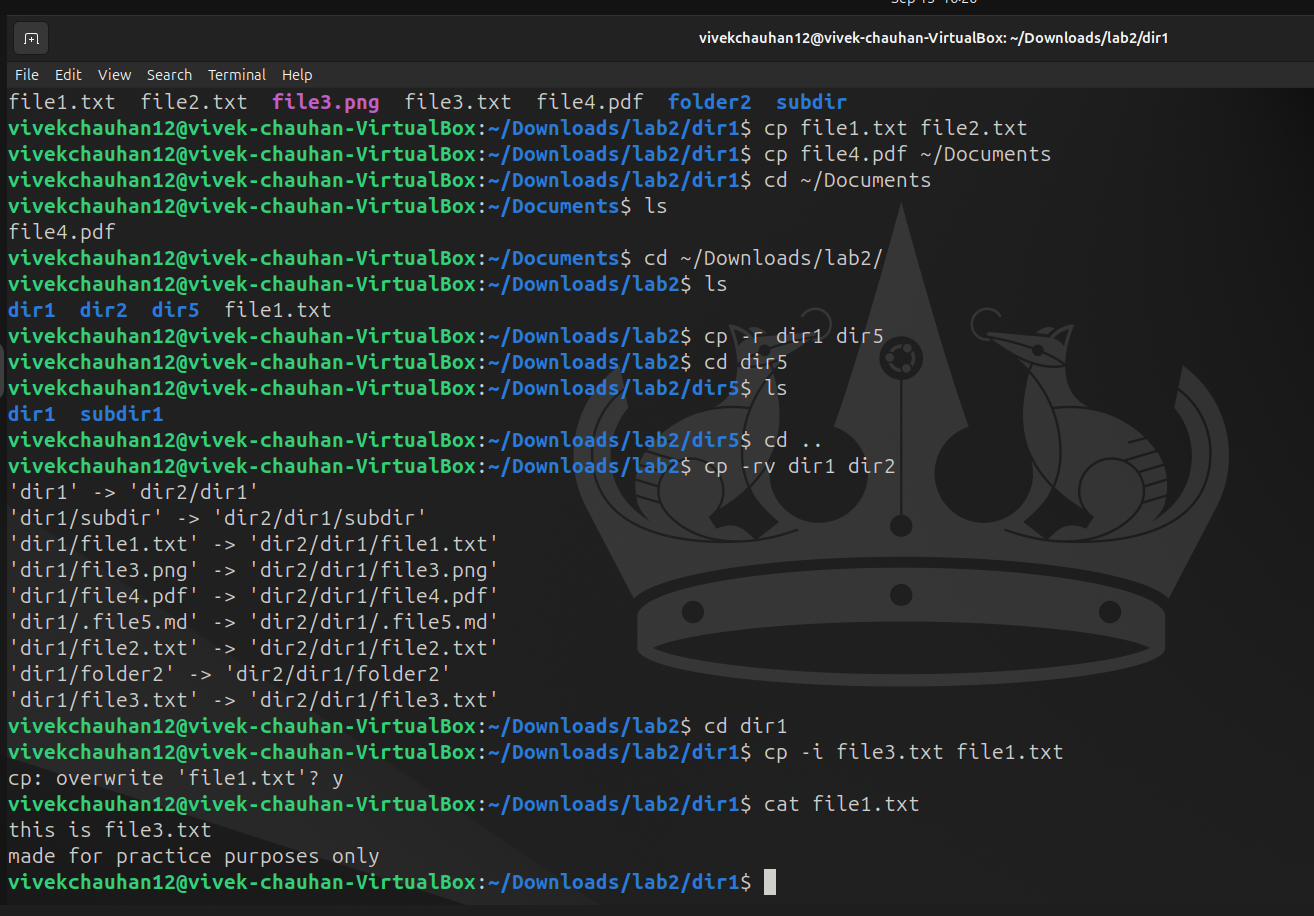 vivekchauhan12@vivek-chauhan-VirtualBox: ~/Downloads/lab2/dir1
File Edit View Search Terminal Help
file1.txt file2.txt file3.png file3.txt file4.pdf folder2 subdir
vivekchauhan12@vivek-chauhan-VirtualBox:~/Downloads/lab2/dir1$ cp file1.txt file2.txt
vivekchauhan12@vivek-chauhan-VirtualBox:~/Downloads/lab2/dir1$ cp file4.pdf ~/Documents
vivekchauhan12@vivek-chauhan-VirtualBox:~/Downloads/lab2/dir1$ cd ~/Documents
vivekchauhan12@vivek-chauhan-VirtualBox:~/Documents$ ls
file4.pdf
vivekchauhan12@vivek-chauhan-VirtualBox:~/Documents$ cd ~/Downloads/lab2/
vivekchauhan12@vivek-chauhan-VirtualBox:~/Downloads/lab2$ ls
dir1 dir2 dir5 file1.txt
vivekchauhan12@vivek-chauhan-VirtualBox:~/Downloads/lab2$ cp -r dir1 dir5
vivekchauhan12@vivek-chauhan-VirtualBox:~/Downloads/lab2$ cd dir5
vivekchauhan12@vivek-chauhan-VirtualBox:~/Downloads/lab2/dir5$ ls
dir1 subdir1
vivekchauhan12@vivek-chauhan-VirtualBox:~/Downloads/lab2/dir5$ cd ..
vivekchauhan12@vivek-chauhan-VirtualBox:~/Downloads/lab2$ cp -rv dir1 dir2
'dir1' -> 'dir2/dir1'
'dir1/subdir' -> 'dir2/dir1/subdir'
'dir1/file1.txt' -> 'dir2/dir1/file1.txt'
'dir1/file3.png' -> 'dir2/dir1/file3.png'
'dir1/file4.pdf' -> 'dir2/dir1/file4.pdf'
'dir1/.file5.md' -> 'dir2/dir1/.file5.md'
'dir1/file2.txt' -> 'dir2/dir1/file2.txt'
'dir1/folder2' -> 'dir2/dir1/folder2'
'dir1/file3.txt' -> 'dir2/dir1/file3.txt'
vivekchauhan12@vivek-chauhan-VirtualBox:~/Downloads/lab2$ cd dir1
vivekchauhan12@vivek-chauhan-VirtualBox:~/Downloads/lab2/dir1$ cp -i file3.txt file1.txt
cp: overwrite 'file1.txt'? y
vivekchauhan12@vivek-chauhan-VirtualBox:~/Downloads/lab2/dir1$ cat file1.txt
this is file3.txt
made for practice purposes only
vivekchauhan12@vivek-chauhan-VirtualBox:~/Downloads/lab2/dir1$